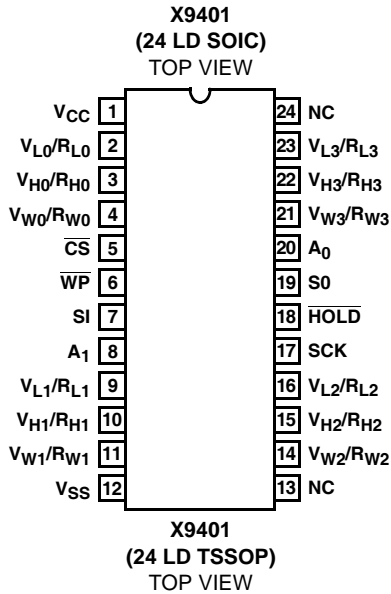 X9401
(24 LD SOIC)
TOP VIEW
VCC 1 24 NC
VL0/RL0 2 23 VL3/RL3
VH0/RH0 3 22 VH3/RH3
VW0/RW0 4 21 VW3/RW3
CS 5 20 A0
WP 6 19 S0
SI 7 18 HOLD
A1 8 17 SCK
VL1/RL1 9 16 VL2/RL2
VH1/RH1 10 15 VH2/RH2
VW1/RW1 11 14 VW2/RW2
VSS 12 13 NC
X9401
(24 LD TSSOP)
TOP VIEW